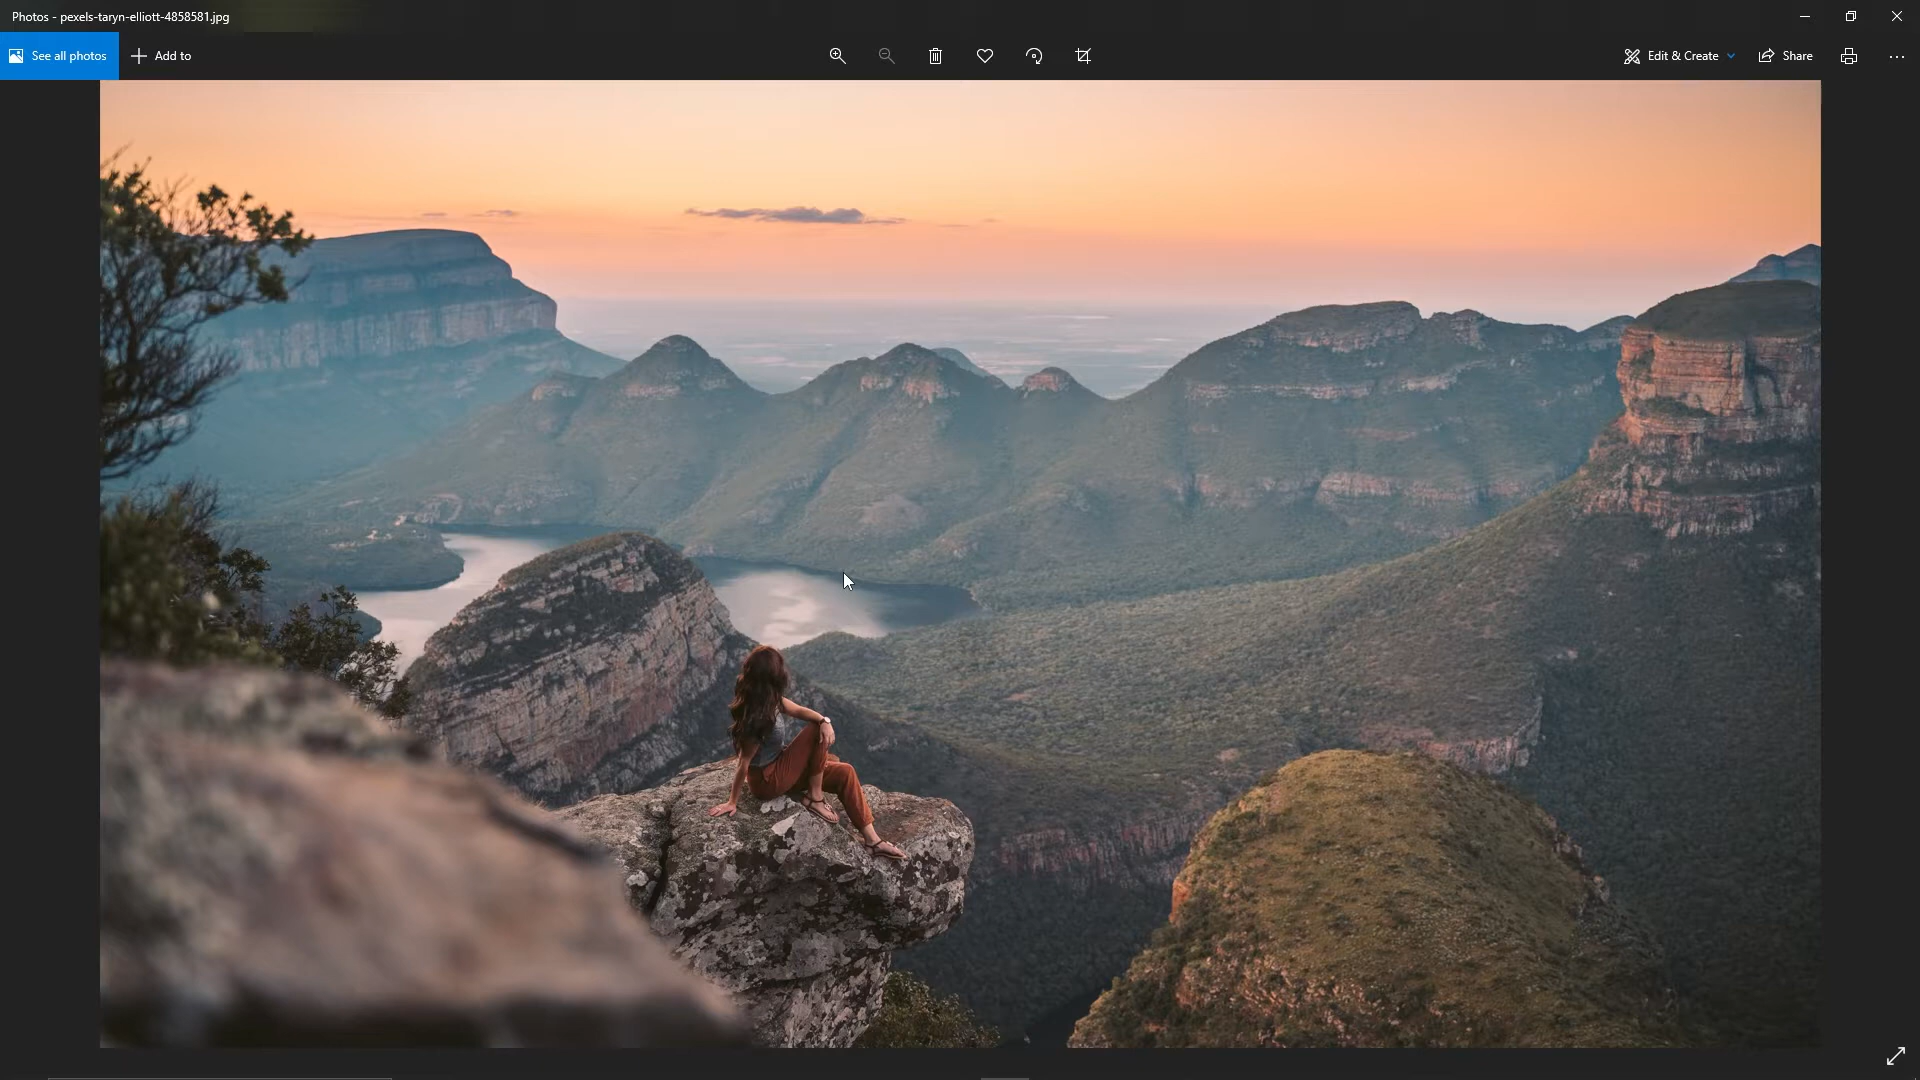 Photos - pexels-taryn-elliott-4858581.jpg
See all photos
Add to
Edit & Create
Share